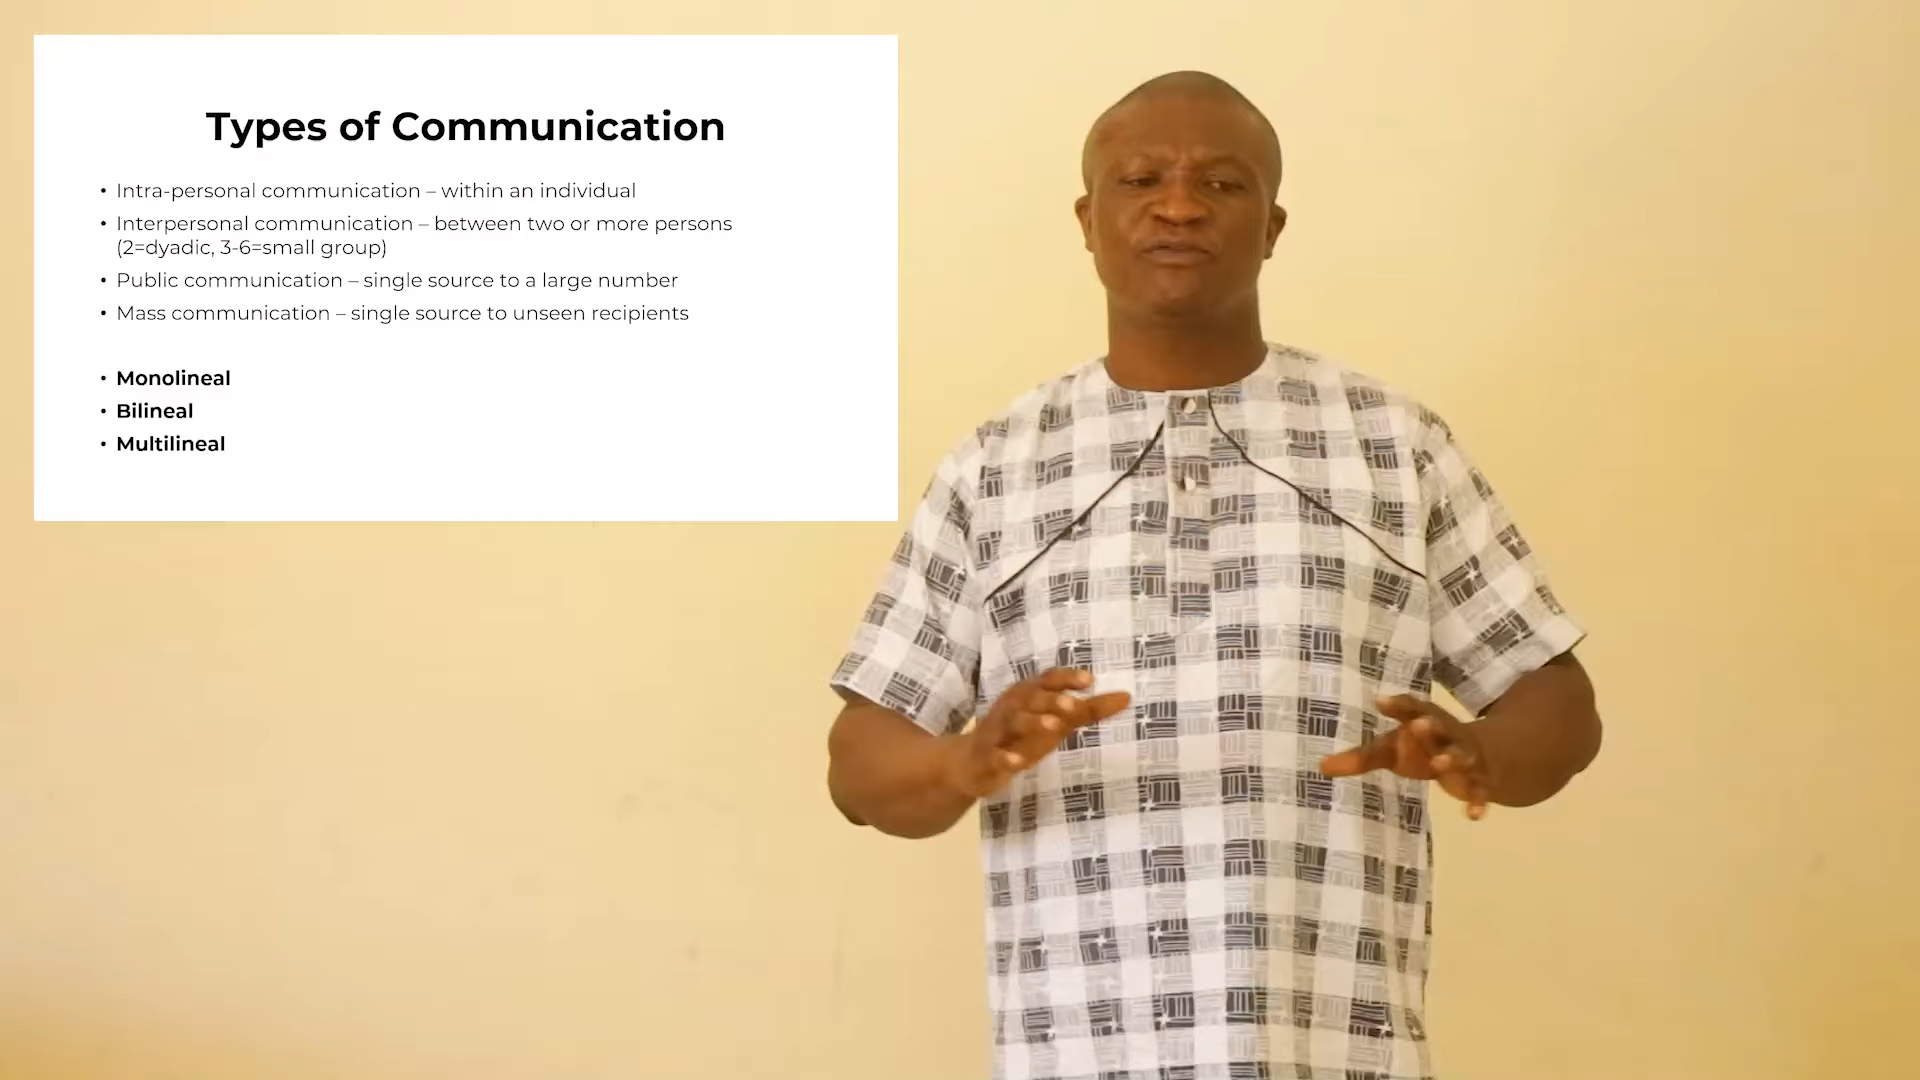 Types of Communication
• Intra-personal communication – within an individual
• Interpersonal communication – between two or more persons
(2=dyadic, 3-6=small group)
• Public communication – single source to a large number
• Mass communication – single source to unseen recipients
• Monolineal
• Bilineal
• Multilineal